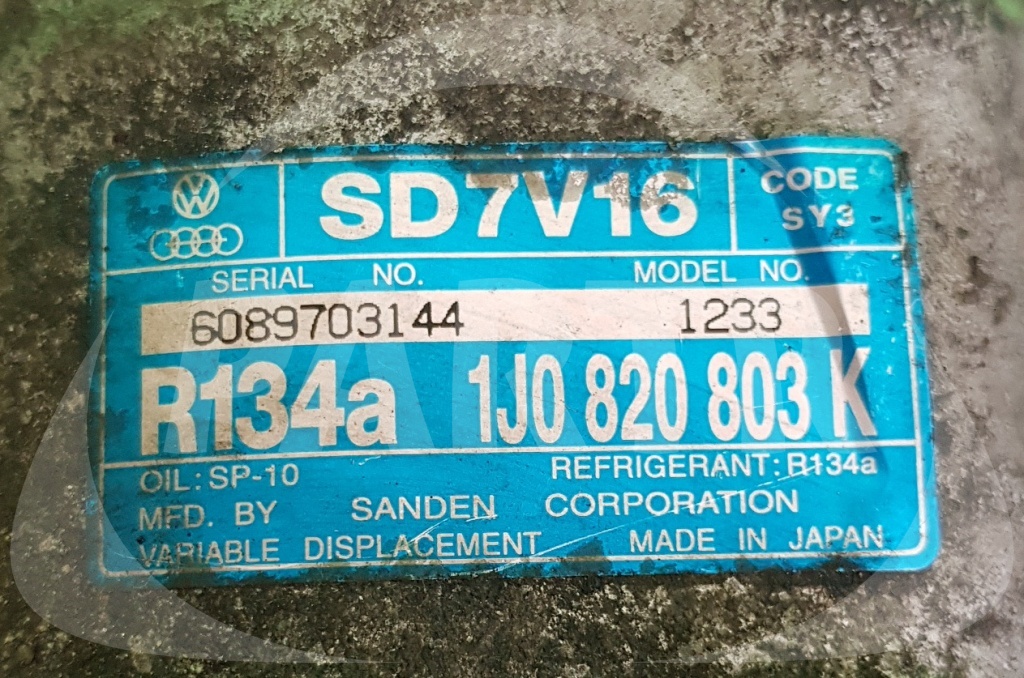 SD7V16
CODE
SY3
SERIAL NO. MODEL NO.
6089703144 1233
R134a 1J0 820 803 K
OIL: SP-10 REFRIGERANT: R134a
MFD. BY SANDEN CORPORATION
VARIABLE DISPLACEMENT MADE IN JAPAN